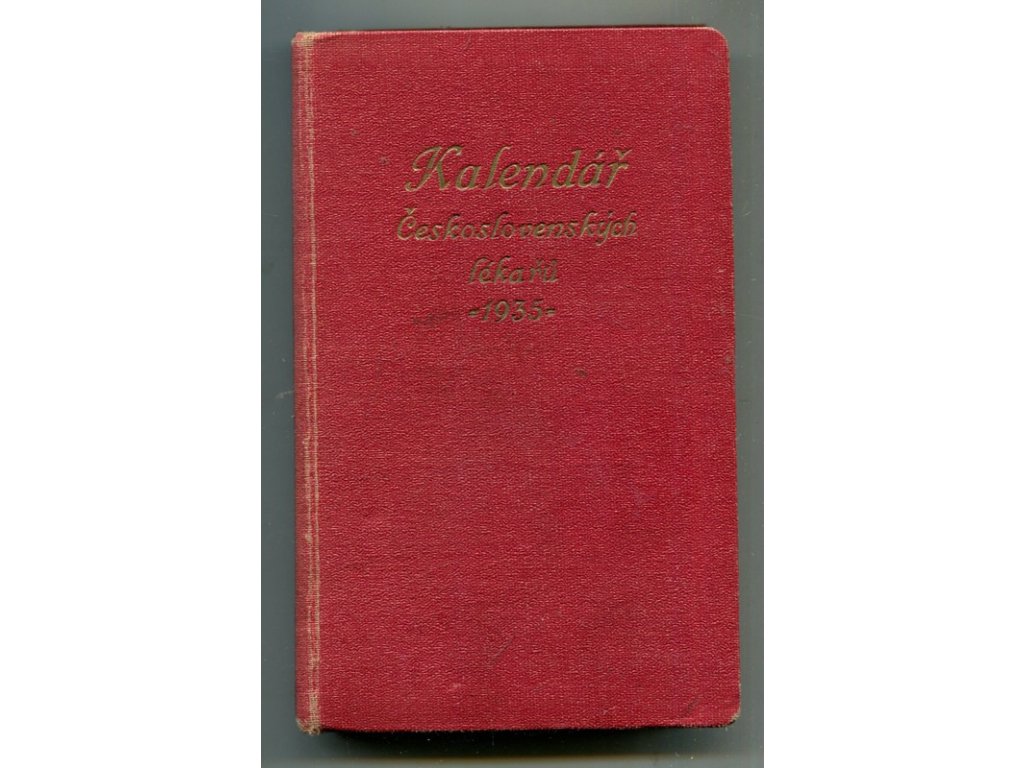 Kalendář
Československých
lékařů
-1935-